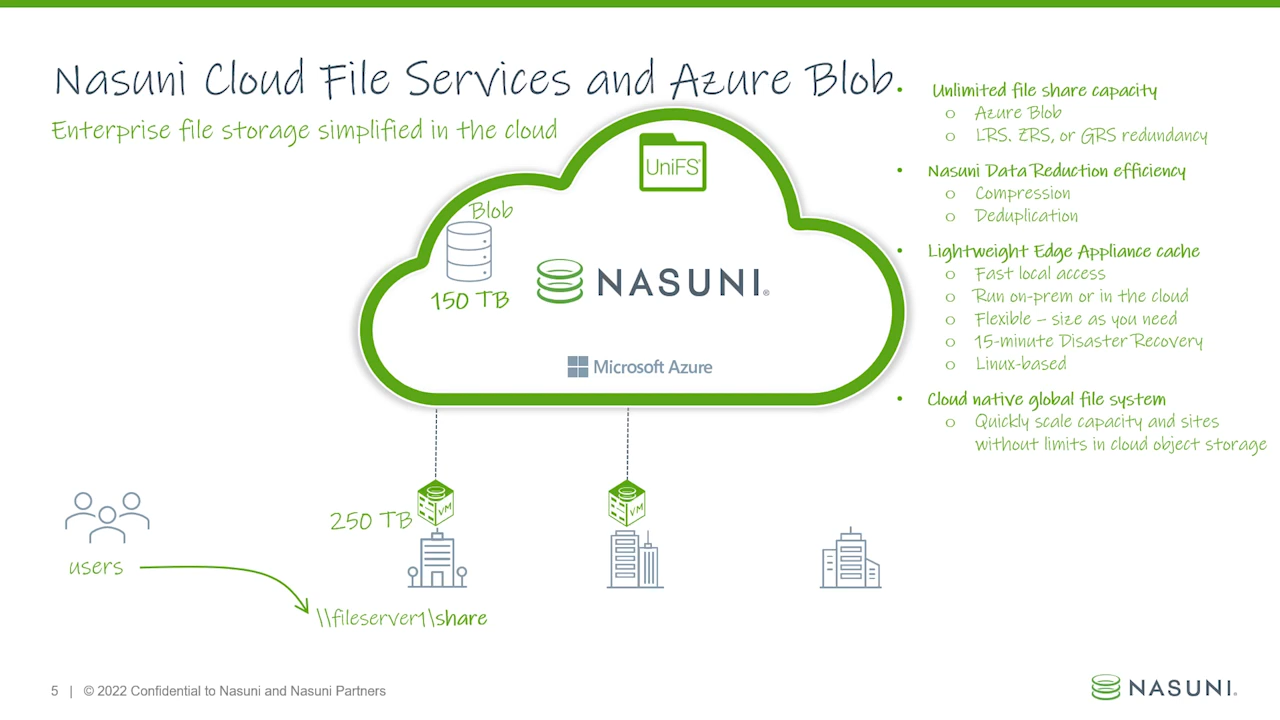 Nasuni Cloud File Services and Azure Blob
Enterprise file storage simplified in the cloud
• Unlimited file share capacity
o Azure Blob
o LRS. ZRS, or GRS redundancy
• Nasuni Data Reduction efficiency
o Compression
o Deduplication
• Lightweight Edge Appliance cache
o Fast local access
o Run on-prem or in the cloud
o Flexible – size as you need
o 15-minute Disaster Recovery
o Linux-based
• Cloud native global file system
o Quickly scale capacity and sites
without limits in cloud object storage
UniFS®
Blob
150 TB
NASUNI®
Microsoft Azure
VM
VM
250 TB
users
\\fileserver1\share
5 | © 2022 Confidential to Nasuni and Nasuni Partners
NASUNI®